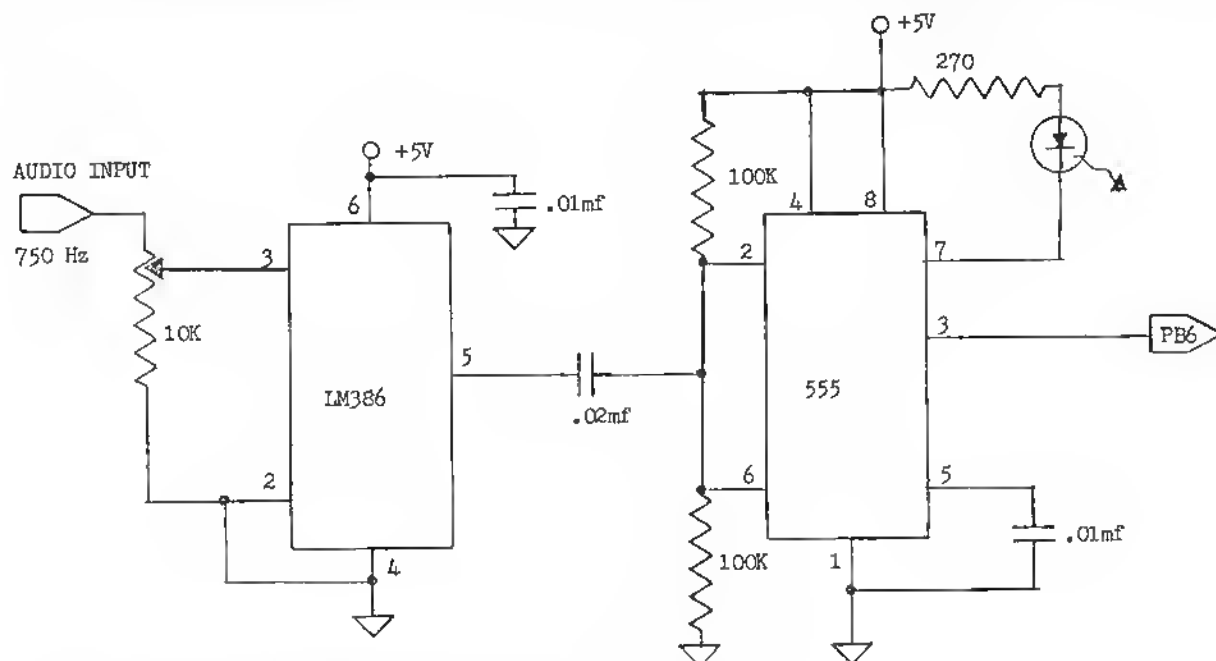 +5V
270
+5V
AUDIO INPUT
.01mf
100K
6
4
8
750 Hz
3
2
7
10K
3
PB6
5
LM386
.02mf
555
2
6
5
4
100K
1
.01mf